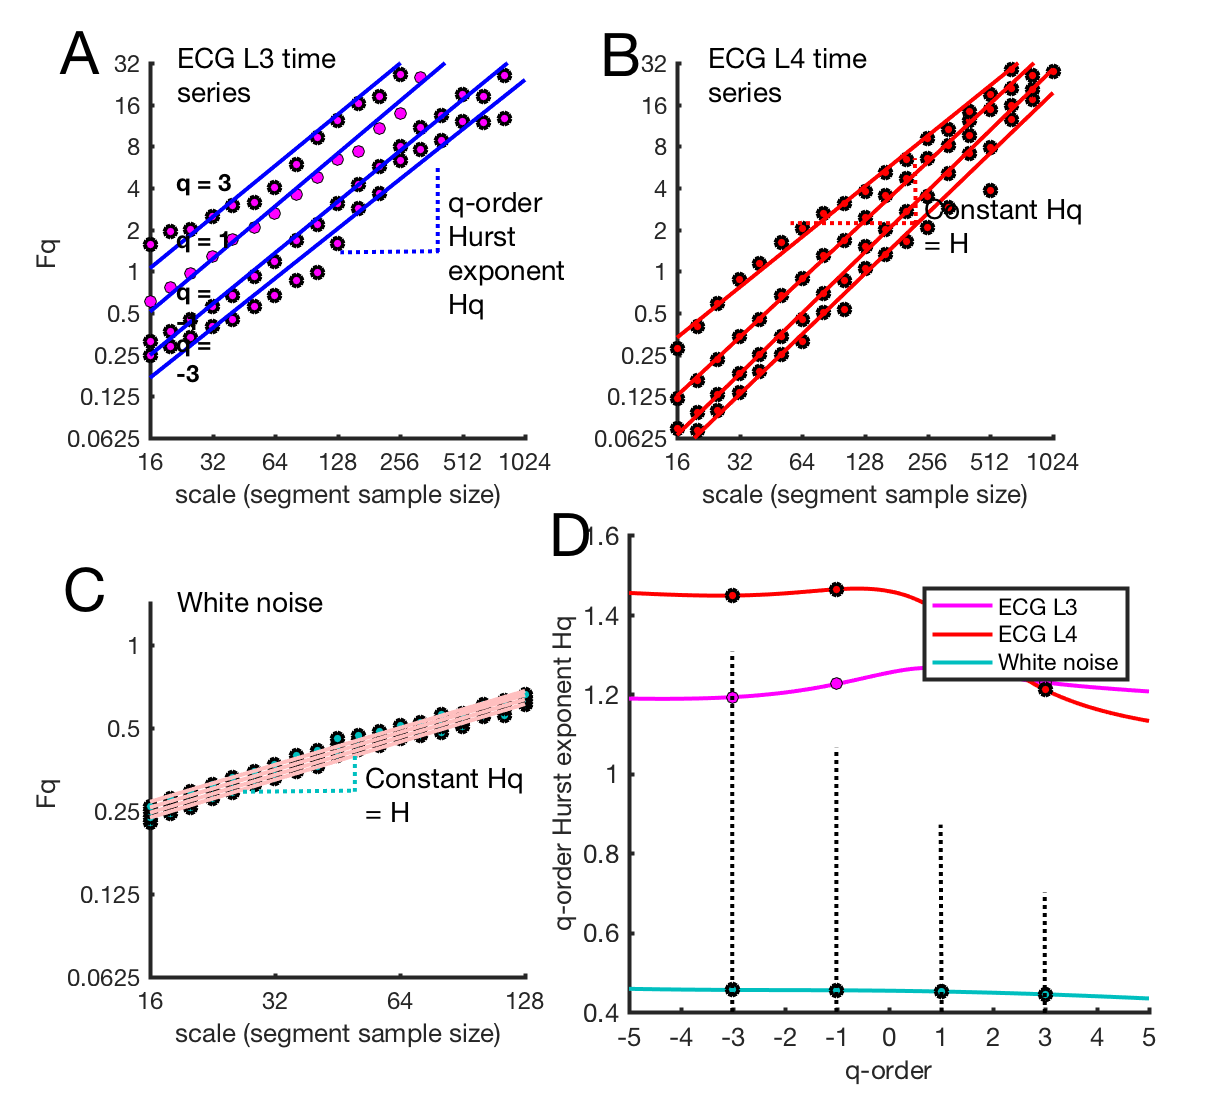 A
ECG L3 time
series
Fq
32
16
8
4
2
1
0.5
0.25
0.125
0.0625
q = 3
q = 1
q =
-1
q =
-3
q-order
Hurst
exponent
Hq
16 32 64 128 256 512 1024
scale (segment sample size)
B
ECG L4 time
series
32
16
8
4
2
1
0.5
0.25
0.125
0.0625
Constant Hq
= H
16 32 64 128 256 512 1024
scale (segment sample size)
C
White noise
Fq
1
0.5
0.25
0.125
0.0625
Constant Hq
= H
16 32 64 128
scale (segment sample size)
D
q-order Hurst exponent Hq
1.6
1.4
1.2
1
0.8
0.6
0.4
ECG L3
ECG L4
White noise
-5 -4 -3 -2 -1 0 1 2 3 4 5
q-order